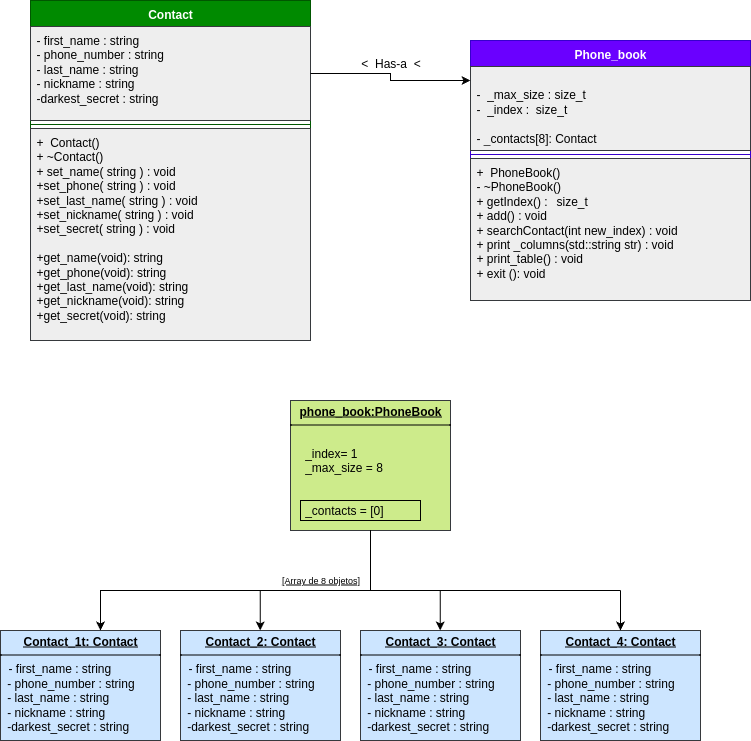 Contact
- first_name : string
- phone_number : string
- last_name : string
- nickname : string
-darkest_secret : string
+ Contact()
+ ~Contact()
+ set_name( string ) : void
+set_phone( string ) : void
+set_last_name( string ) : void
+set_nickname( string ) : void
+set_secret( string ) : void
+get_name(void): string
+get_phone(void): string
+get_last_name(void): string
+get_nickname(void): string
+get_secret(void): string
< Has-a <
Phone_book
- _max_size : size_t
- _index : size_t
- _contacts[8]: Contact
+ PhoneBook()
- ~PhoneBook()
+ getIndex() : size_t
+ add() : void
+ searchContact(int new_index) : void
+ print _columns(std::string str) : void
+ print_table() : void
+ exit (): void
phone_book:PhoneBook
_index= 1
_max_size = 8
_contacts = [0]
[Array de 8 objetos]
Contact_1t: Contact
- first_name : string
- phone_number : string
- last_name : string
- nickname : string
-darkest_secret : string
Contact_2: Contact
- first_name : string
- phone_number : string
- last_name : string
- nickname : string
-darkest_secret : string
Contact_3: Contact
- first_name : string
- phone_number : string
- last_name : string
- nickname : string
-darkest_secret : string
Contact_4: Contact
- first_name : string
- phone_number : string
- last_name : string
- nickname : string
-darkest_secret : string